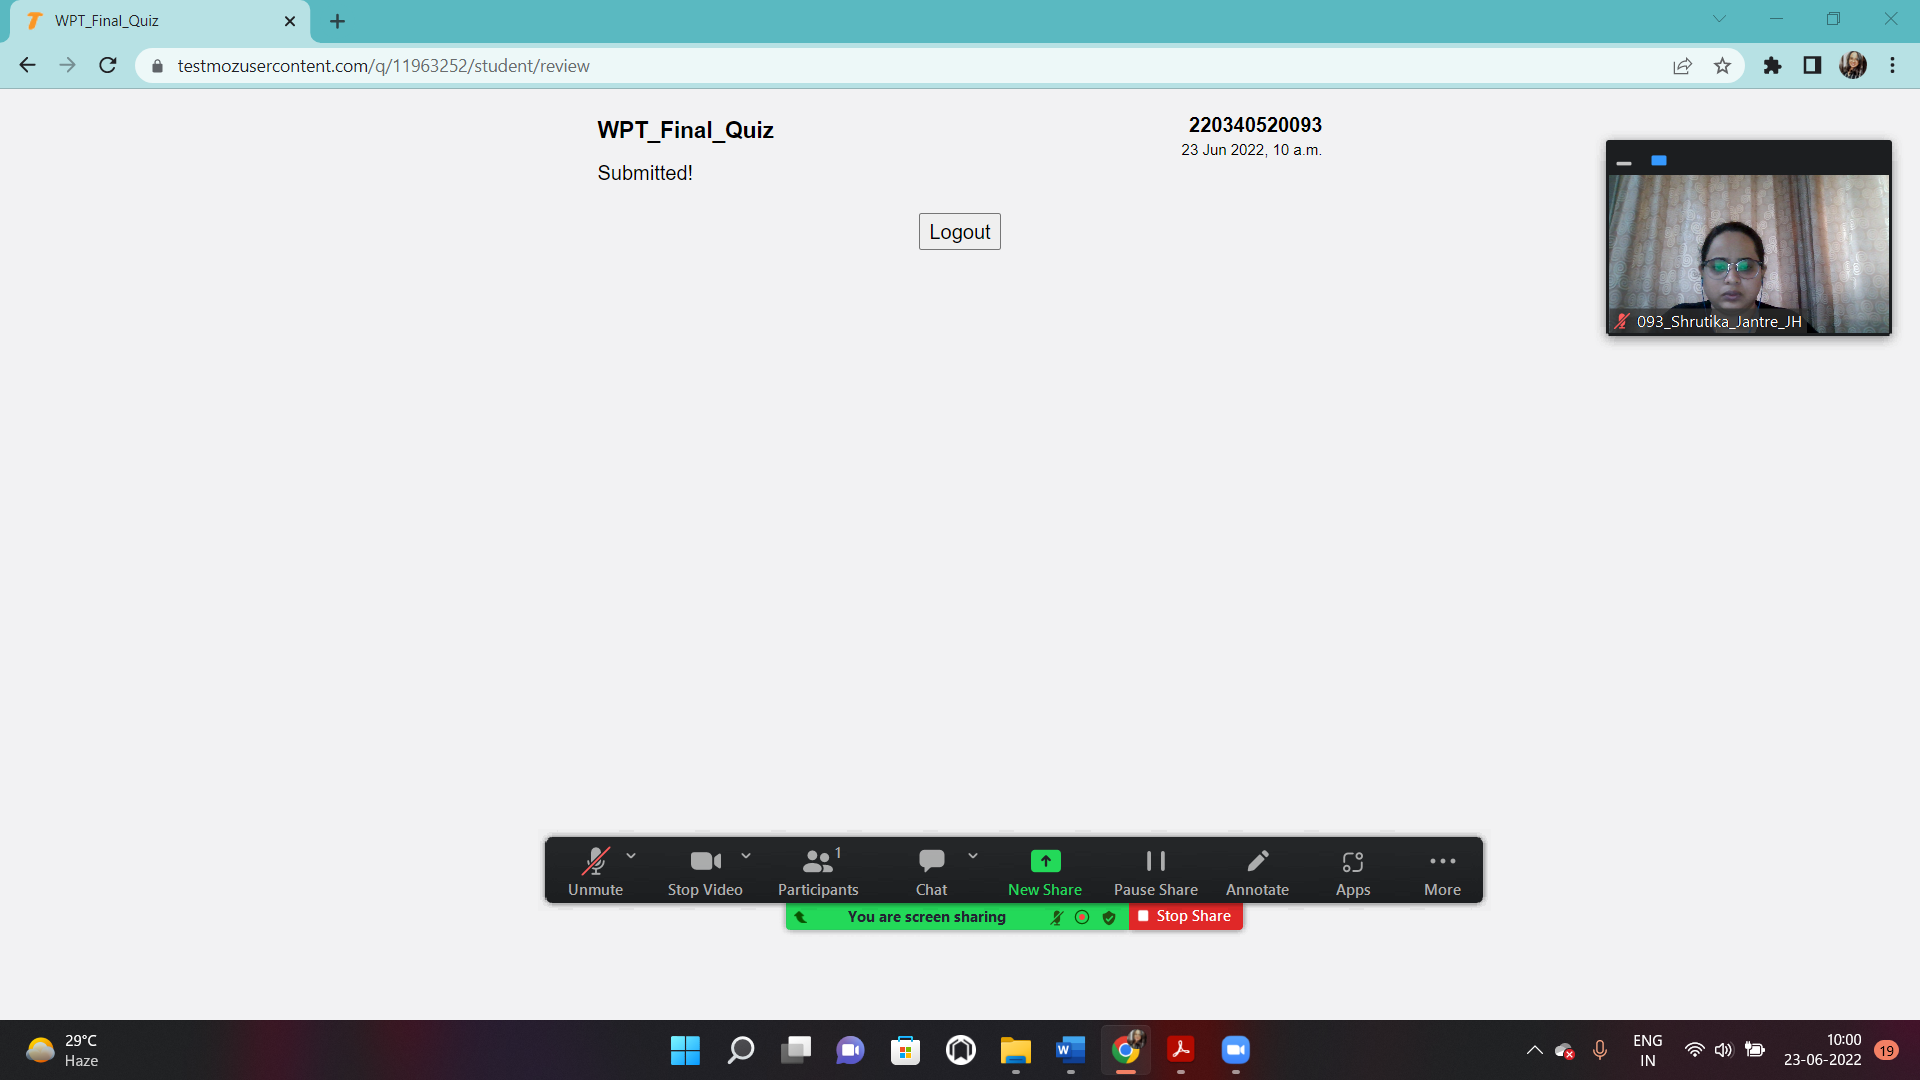 WPT_Final_Quiz
testmozusercontent.com/q/11963252/student/review
WPT_Final_Quiz
220340520093
23 Jun 2022, 10 a.m.
Submitted!
Logout
093_Shrutika_Jantre_JH
1
Unmute
Stop Video
Participants
Chat
New Share
Pause Share
Annotate
Apps
More
You are screen sharing
Stop Share
29°C
Haze
W
ENG
IN
10:00
23-06-2022
19